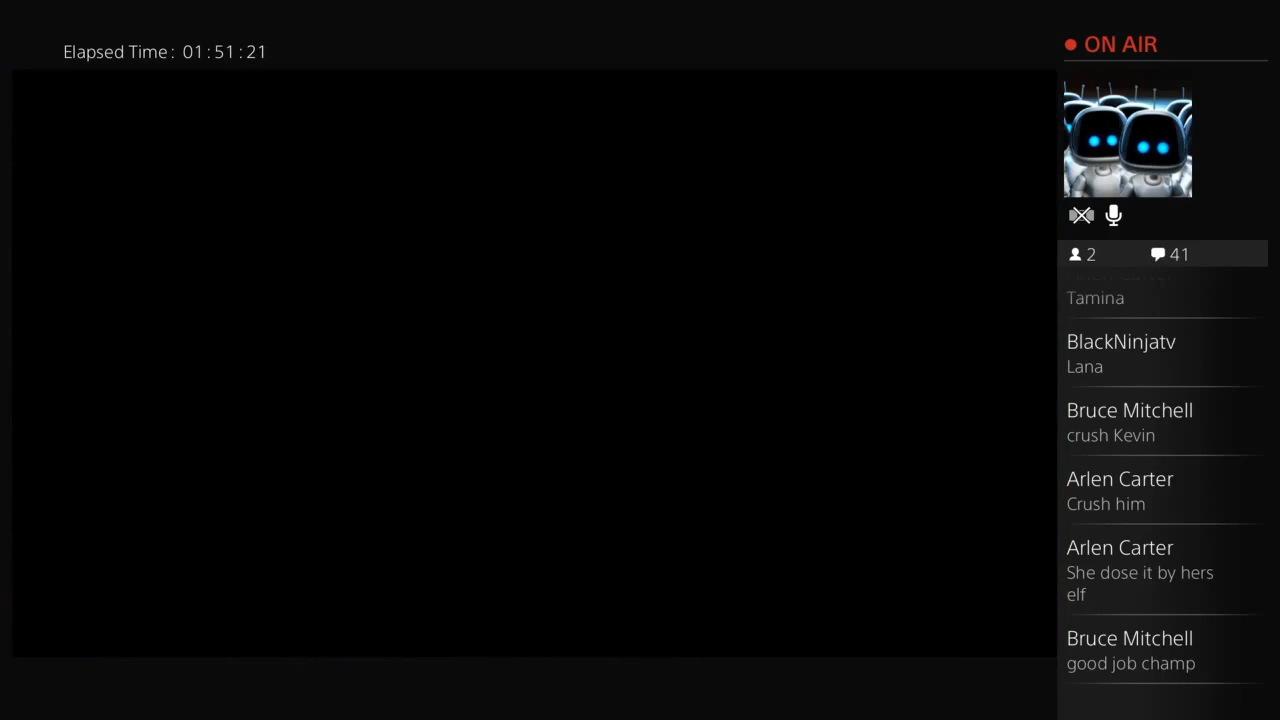 Elapsed Time: 01:51:21
ON AIR
2 41
Tamina
BlackNinjatv
Lana
Bruce Mitchell
crush Kevin
Arlen Carter
Crush him
Arlen Carter
She dose it by hers
elf
Bruce Mitchell
good job champ